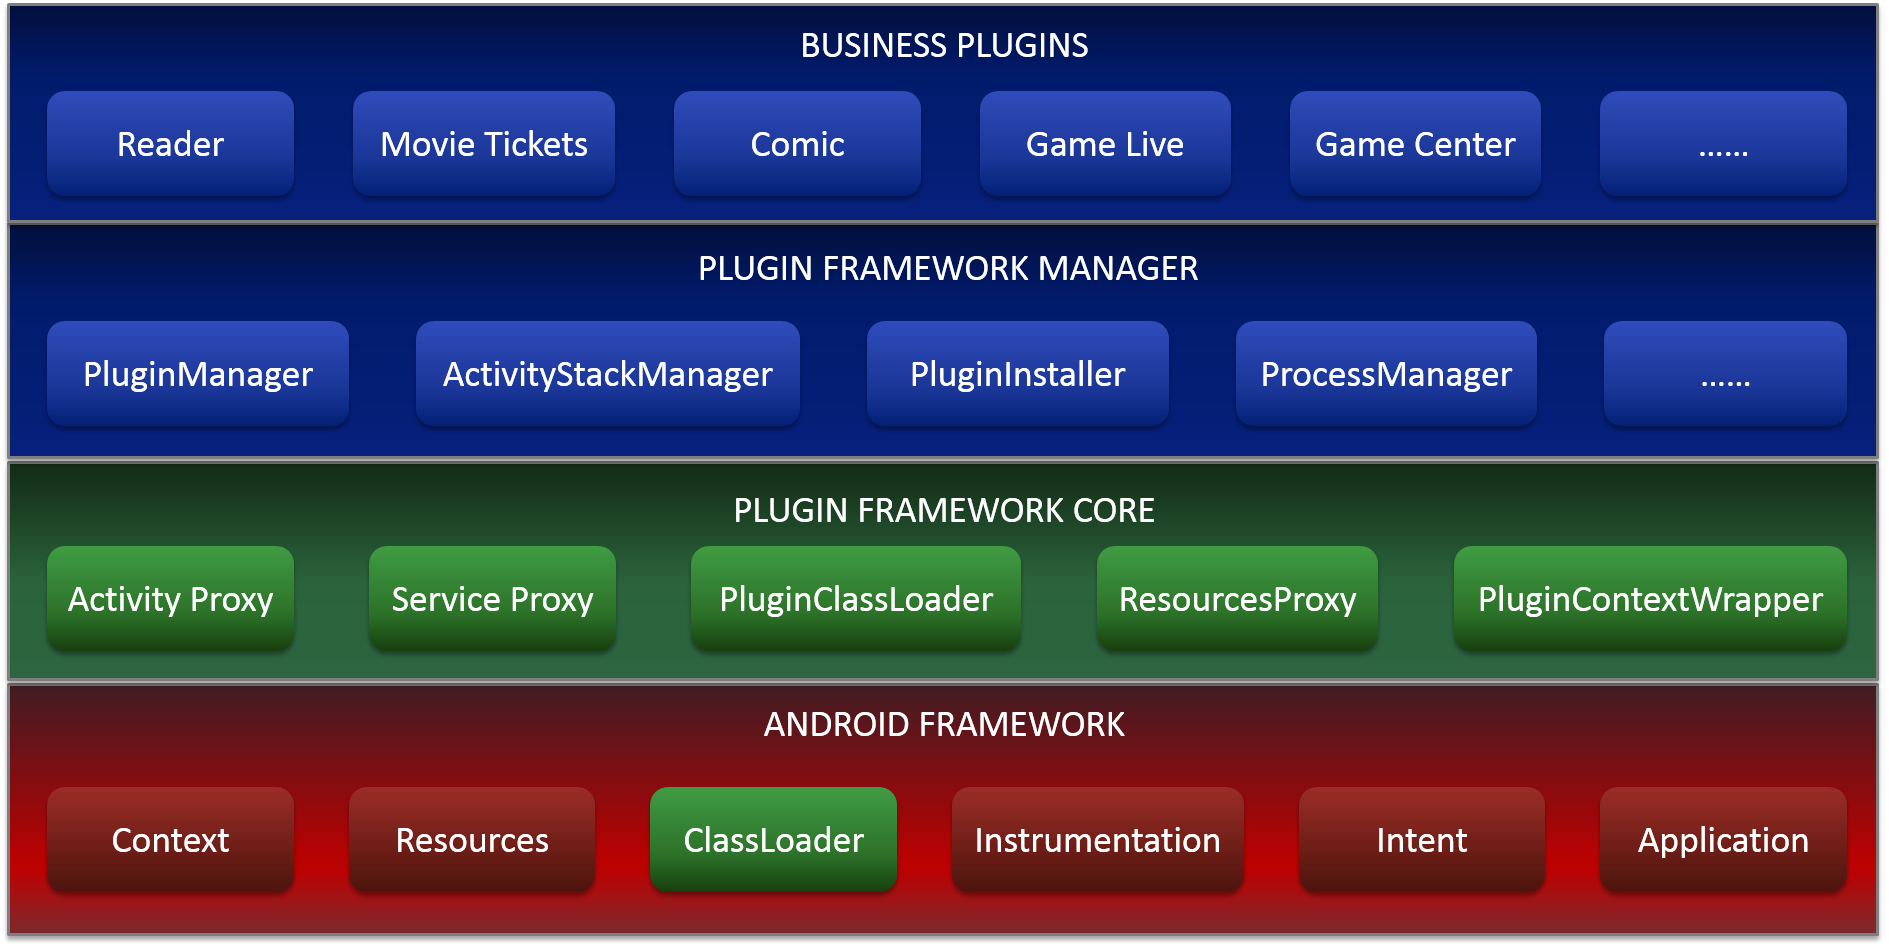 BUSINESS PLUGINS
Reader
Movie Tickets
Comic
Game Live
Game Center
......
PLUGIN FRAMEWORK MANAGER
PluginManager
ActivityStackManager
PluginInstaller
ProcessManager
......
PLUGIN FRAMEWORK CORE
Activity Proxy
Service Proxy
PluginClassLoader
ResourcesProxy
PluginContextWrapper
ANDROID FRAMEWORK
Context
Resources
ClassLoader
Instrumentation
Intent
Application